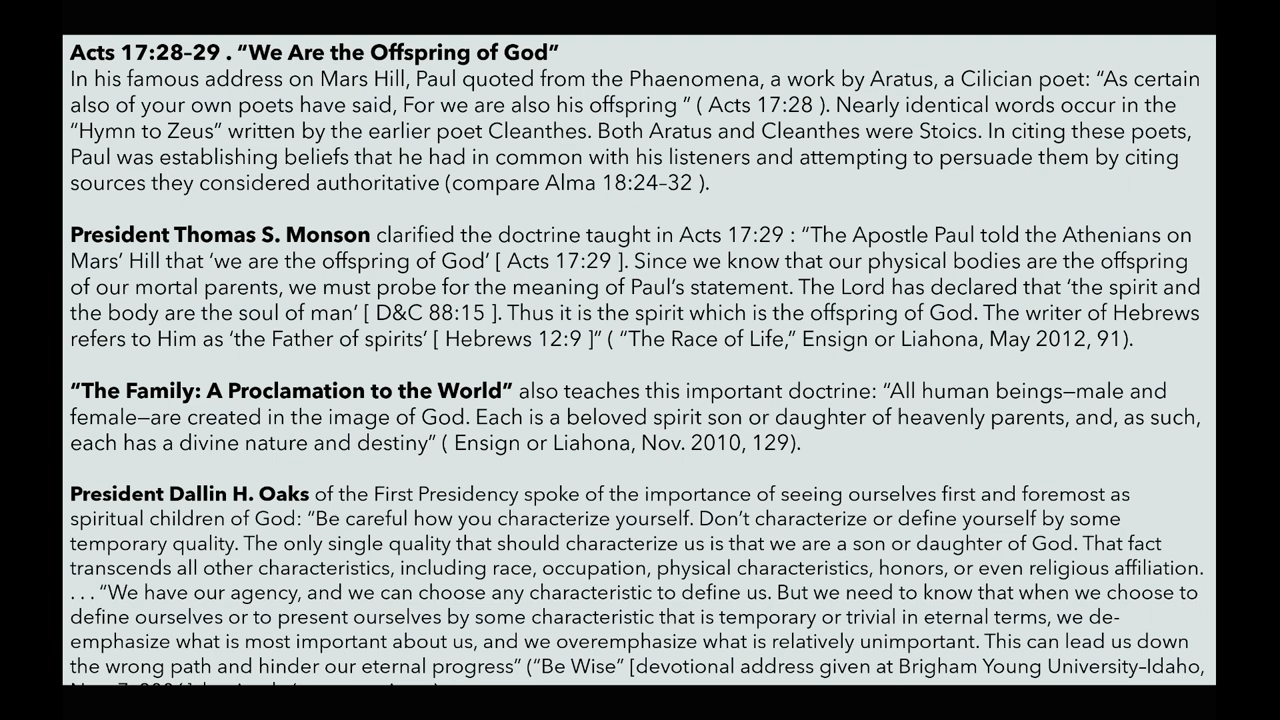 Acts 17:28–29 . “We Are the Offspring of God”
In his famous address on Mars Hill, Paul quoted from the Phaenomena, a work by Aratus, a Cilician poet: “As certain
also of your own poets have said, For we are also his offspring ” ( Acts 17:28 ). Nearly identical words occur in the
“Hymn to Zeus” written by the earlier poet Cleanthes. Both Aratus and Cleanthes were Stoics. In citing these poets,
Paul was establishing beliefs that he had in common with his listeners and attempting to persuade them by citing
sources they considered authoritative (compare Alma 18:24–32 ).
President Thomas S. Monson clarified the doctrine taught in Acts 17:29 : “The Apostle Paul told the Athenians on
Mars’ Hill that ‘we are the offspring of God’ [ Acts 17:29 ]. Since we know that our physical bodies are the offspring
of our mortal parents, we must probe for the meaning of Paul’s statement. The Lord has declared that ‘the spirit and
the body are the soul of man’ [ D&C 88:15 ]. Thus it is the spirit which is the offspring of God. The writer of Hebrews
refers to Him as ‘the Father of spirits’ [ Hebrews 12:9 ]” ( “The Race of Life,” Ensign or Liahona, May 2012, 91).
“The Family: A Proclamation to the World” also teaches this important doctrine: “All human beings—male and
female—are created in the image of God. Each is a beloved spirit son or daughter of heavenly parents, and, as such,
each has a divine nature and destiny” ( Ensign or Liahona, Nov. 2010, 129).
President Dallin H. Oaks of the First Presidency spoke of the importance of seeing ourselves first and foremost as
spiritual children of God: “Be careful how you characterize yourself. Don’t characterize or define yourself by some
temporary quality. The only single quality that should characterize us is that we are a son or daughter of God. That fact
transcends all other characteristics, including race, occupation, physical characteristics, honors, or even religious affiliation.
. . . “We have our agency, and we can choose any characteristic to define us. But we need to know that when we choose to
define ourselves or to present ourselves by some characteristic that is temporary or trivial in eternal terms, we de-
emphasize what is most important about us, and we overemphasize what is relatively unimportant. This can lead us down
the wrong path and hinder our eternal progress” (“Be Wise” [devotional address given at Brigham Young University–Idaho,